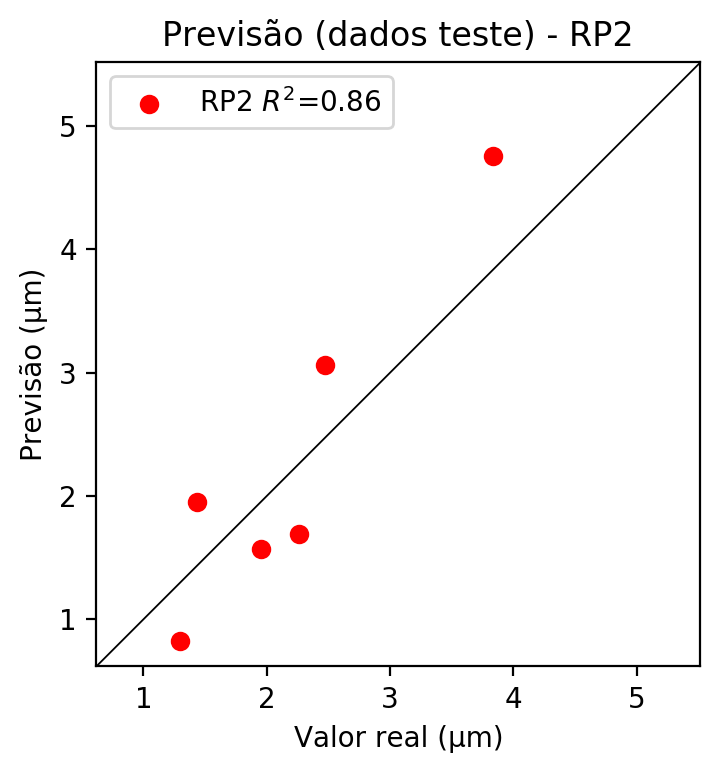 Previsão (dados teste) - RP2
RP2 R²=0.86
Previsão (µm)
5
4
3
2
1
1 2 3 4 5
Valor real (µm)